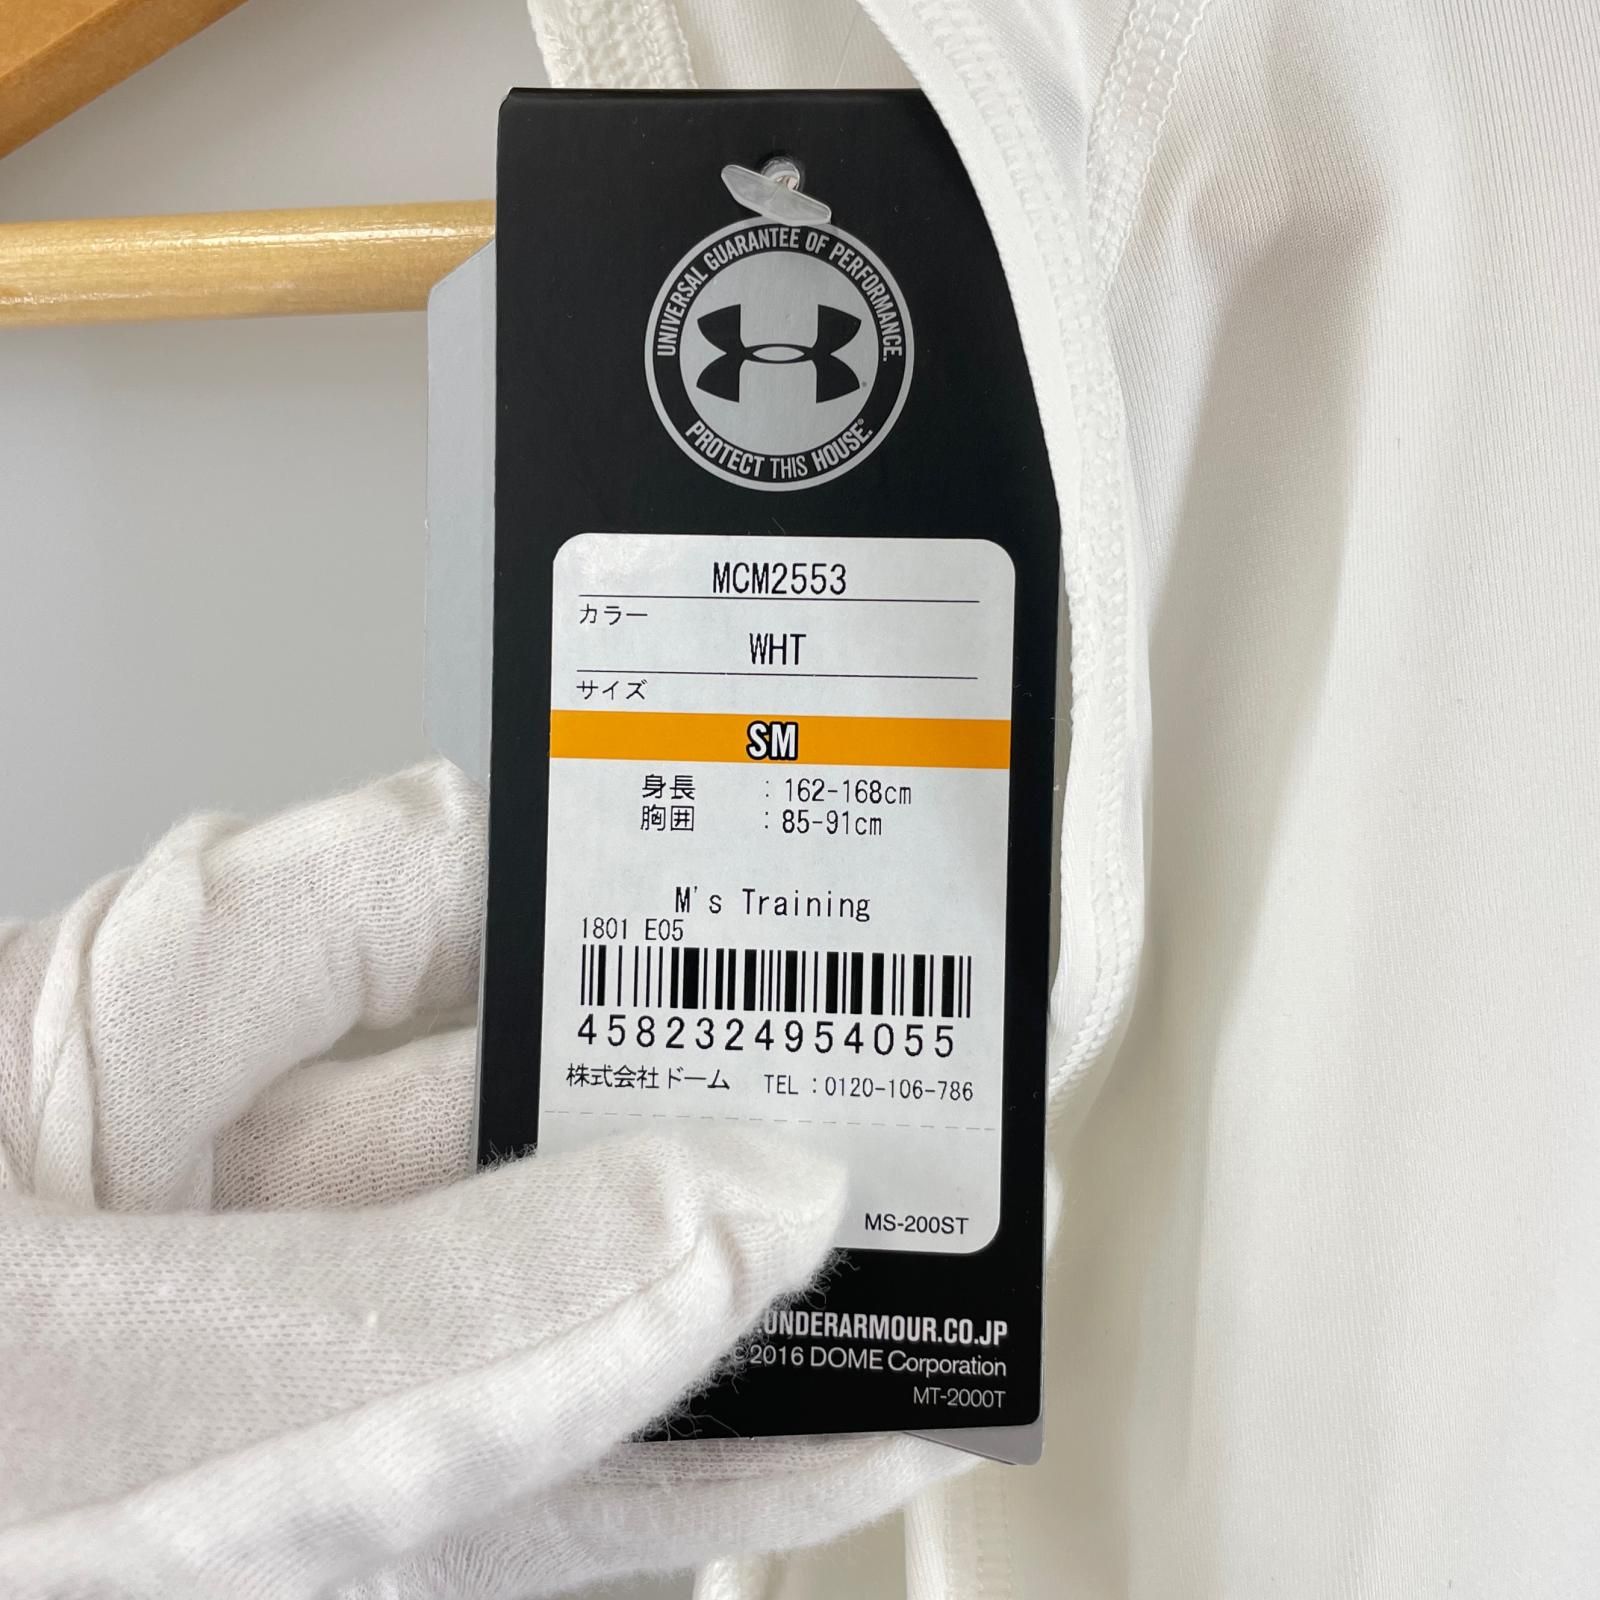 UNIVERSAL GUARANTEE OF PERFORMANCE.
PROTECT THIS HOUSE.®
MCM2553
カラー
WHT
サイズ
SM
身長 : 162-168cm
胸囲 : 85-91cm
M's Training
1801 E05
4582324954055
株式会社ドーム TEL :0120-106-786
MS-200ST
.UNDERARMOUR.CO.JP
©2016 DOME Corporation
MT-2000T